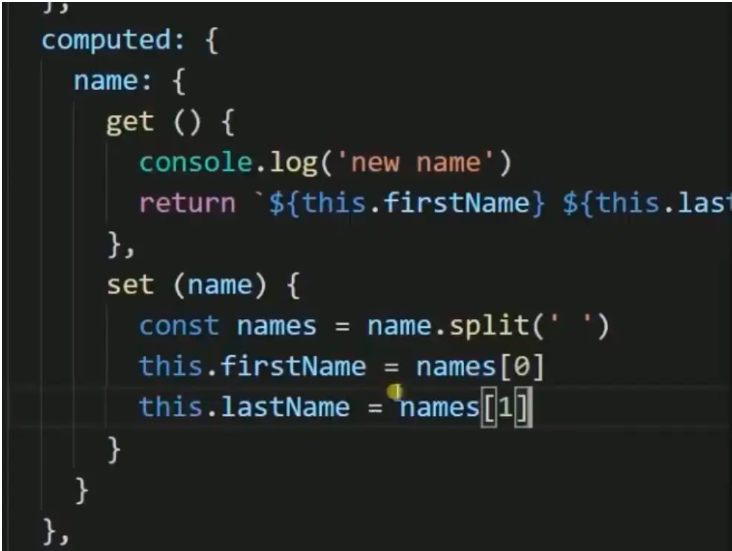 },
computed: {
name: {
get () {
console.log('new name')
return `${this.firstName} ${this.las
},
set (name) {
const names = name.split(' ')
this.firstName = names[0]
this.lastName = names[1]
}
}
},